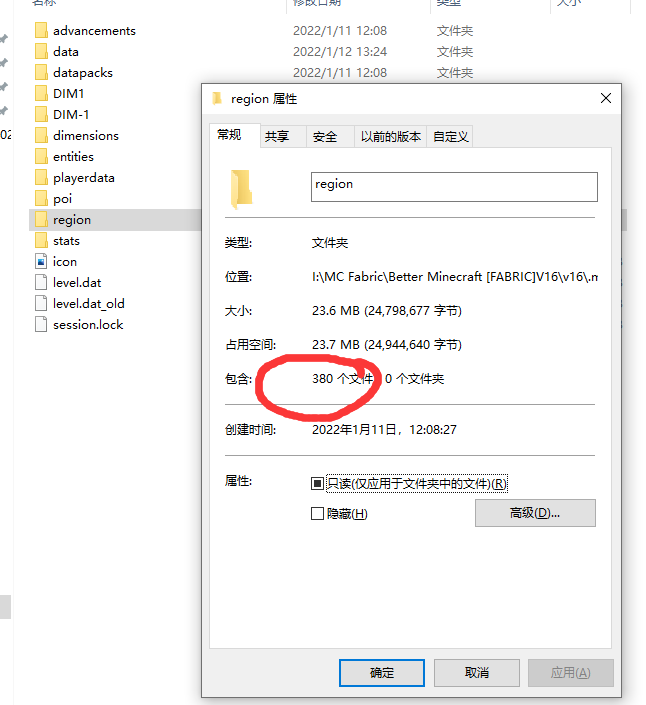 名称 修改日期 类型 大小
advancements 2022/1/11 12:08 文件夹
data 2022/1/12 13:24 文件夹
datapacks 2022/1/11 12:08 文件夹
DIM1
DIM-1
02
dimensions
entities
playerdata
poi
region
stats
icon
level.dat
level.dat_old
session.lock
region 属性
常规 共享 安全 以前的版本 自定义
region
类型: 文件夹
位置: I:\MC Fabric\Better Minecraft [FABRIC]V16\v16\.m
大小: 23.6 MB (24,798,677 字节)
占用空间: 23.7 MB (24,944,640 字节)
包含: 380 个文件, 0 个文件夹
创建时间: 2022年1月11日，12:08:27
属性: 只读(仅应用于文件夹中的文件)(R)
隐藏(H) 高级(D)...
确定 取消 应用(A)